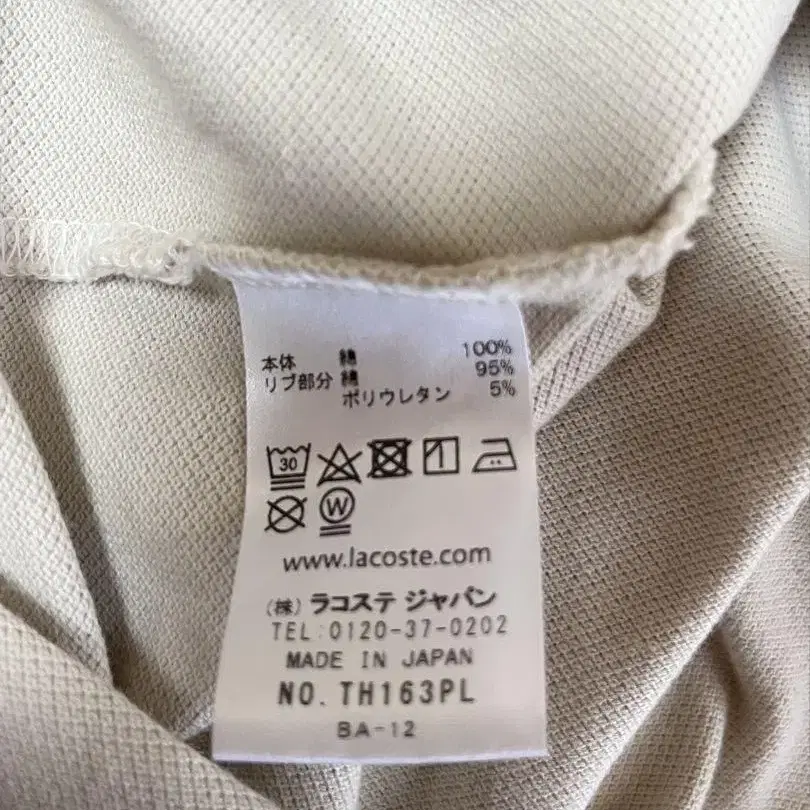 本体 綿 100%
リブ部分 綿 95%
ポリウレタン 5%
30
W
www.lacoste.com
(株) ラコステ ジャパン
TEL:0120-37-0202
MADE IN JAPAN
NO. TH163PL
BA-12